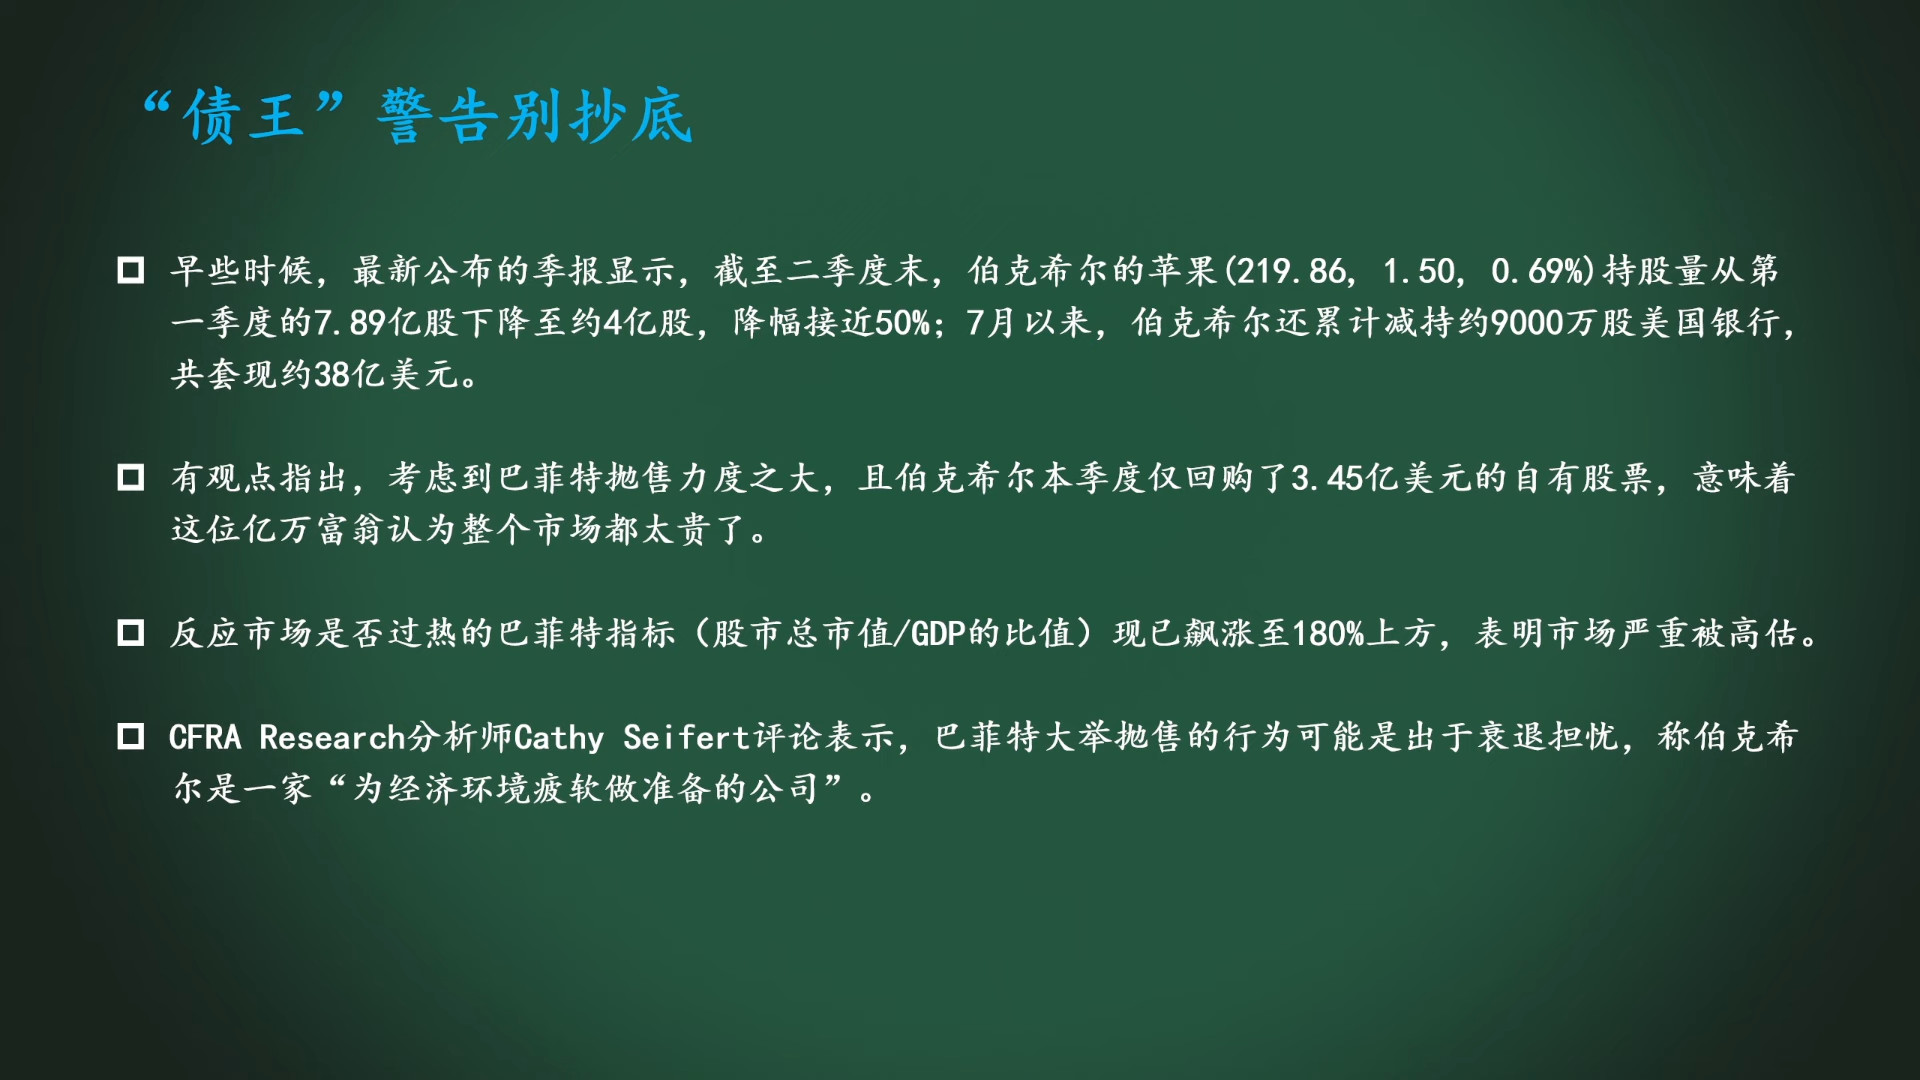 “债王”警告别抄底
早些时候，最新公布的季报显示，截至二季度末，伯克希尔的苹果(219.86, 1.50, 0.69%)持股量从第
一季度的7.89亿股下降至约4亿股，降幅接近50%；7月以来，伯克希尔还累计减持约9000万股美国银行，
共套现约38亿美元。
有观点指出，考虑到巴菲特抛售力度之大，且伯克希尔本季度仅回购了3.45亿美元的自有股票，意味着
这位亿万富翁认为整个市场都太贵了。
反应市场是否过热的巴菲特指标（股市总市值/GDP的比值）现已飙涨至180%上方，表明市场严重被高估。
CFRA Research分析师Cathy Seifert评论表示，巴菲特大举抛售的行为可能是出于衰退担忧，称伯克希
尔是一家“为经济环境疲软做准备的公司”。